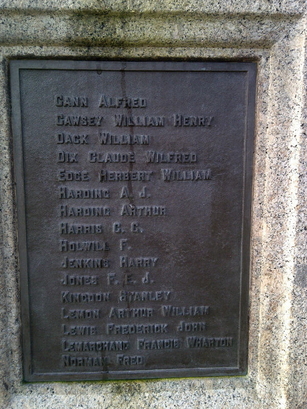 CANN ALFRED
CAWSEY WILLIAM HENRY
DACK WILLIAM
DIX CLAUDE WILFRED
EDGE HERBERT WILLIAM
HARDING A. J.
HARDING ARTHUR
HARRIS C. C.
HOLWILL F.
JENKINS HARRY
JONES F. E. J.
KINGDON STANLEY
LEMON ARTHUR WILLIAM
LEWIS FREDERICK JOHN
LEMARCHAND FRANCIS WHARTON
NORMAN FRED